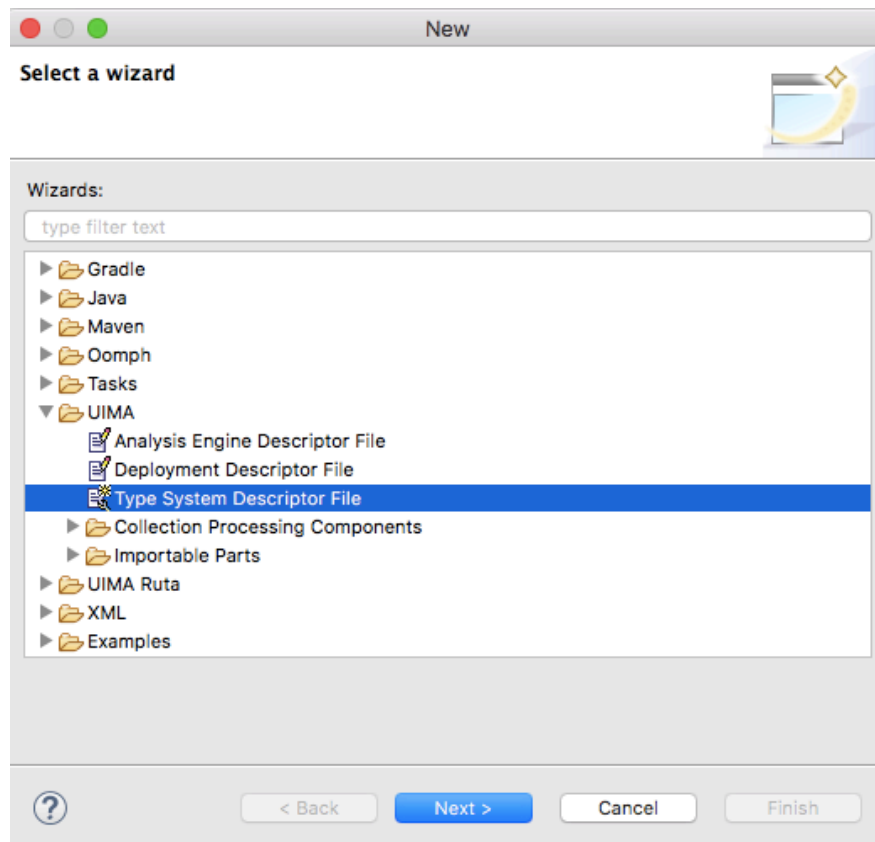 New
Select a wizard
Wizards:
type filter text
Gradle
Java
Maven
Oomph
Tasks
UIMA
Analysis Engine Descriptor File
Deployment Descriptor File
Type System Descriptor File
Collection Processing Components
Importable Parts
UIMA Ruta
XML
Examples
? < Back Next > Cancel Finish